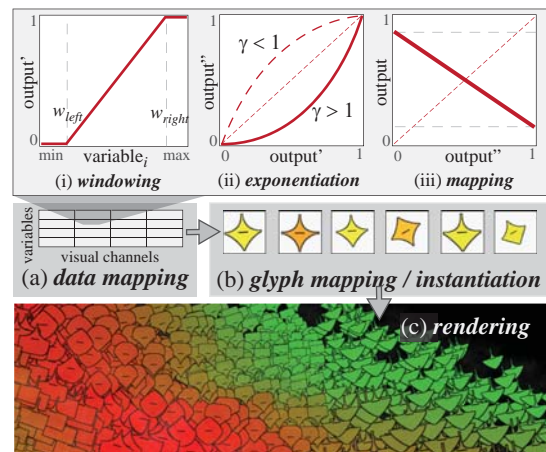 1
output'
0
w_left
w_right
min
variable_i
max
(i) windowing
1
output''
γ < 1
γ > 1
0
output'
1
(ii) exponentiation
1
output
0
0
output''
1
(iii) mapping
variables
visual channels
(a) data mapping
(b) glyph mapping / instantiation
(c) rendering